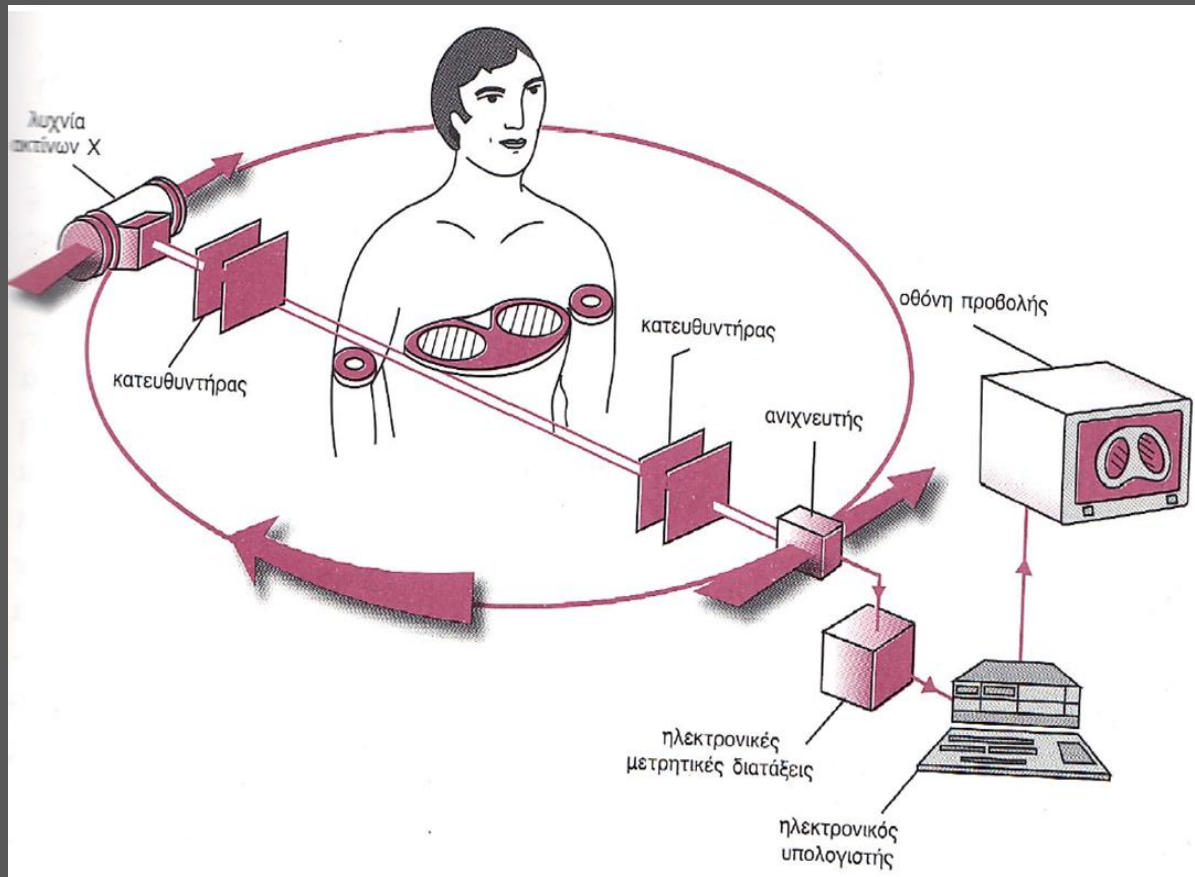 λυχνία
ακτίνων Χ
κατευθυντήρας
κατευθυντήρας
ανιχνευτής
οθόνη προβολής
ηλεκτρονικές
μετρητικές διατάξεις
ηλεκτρονικός
υπολογιστής